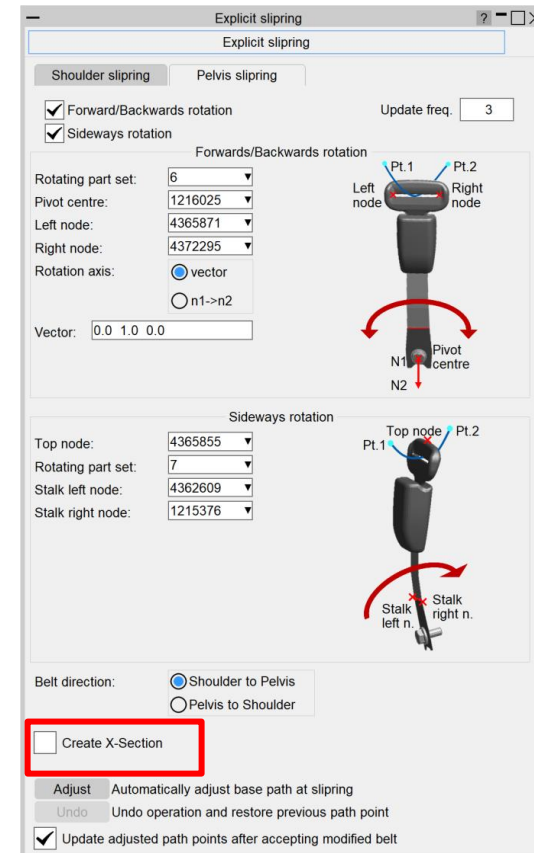 Explicit slipring
?
Explicit slipring
Shoulder slipring Pelvis slipring
Forward/Backwards rotation Update freq. 3
Sideways rotation
Forwards/Backwards rotation
Pt.1 Pt.2
Rotating part set: 6
Left node Right node
Pivot centre: 1216025
Left node: 4365871
Right node: 4372295
Rotation axis: vector
n1->n2
Vector: 0.0 1.0 0.0
N1 Pivot centre
N2
Sideways rotation
Top node Pt.2
Pt.1
Top node: 4365855
Rotating part set: 7
Stalk left node: 4362609
Stalk right node: 1215376
Stalk left n. Stalk right n.
Belt direction: Shoulder to Pelvis
Pelvis to Shoulder
Create X-Section
Adjust Automatically adjust base path at slipring
Undo Undo operation and restore previous path point
Update adjusted path points after accepting modified belt